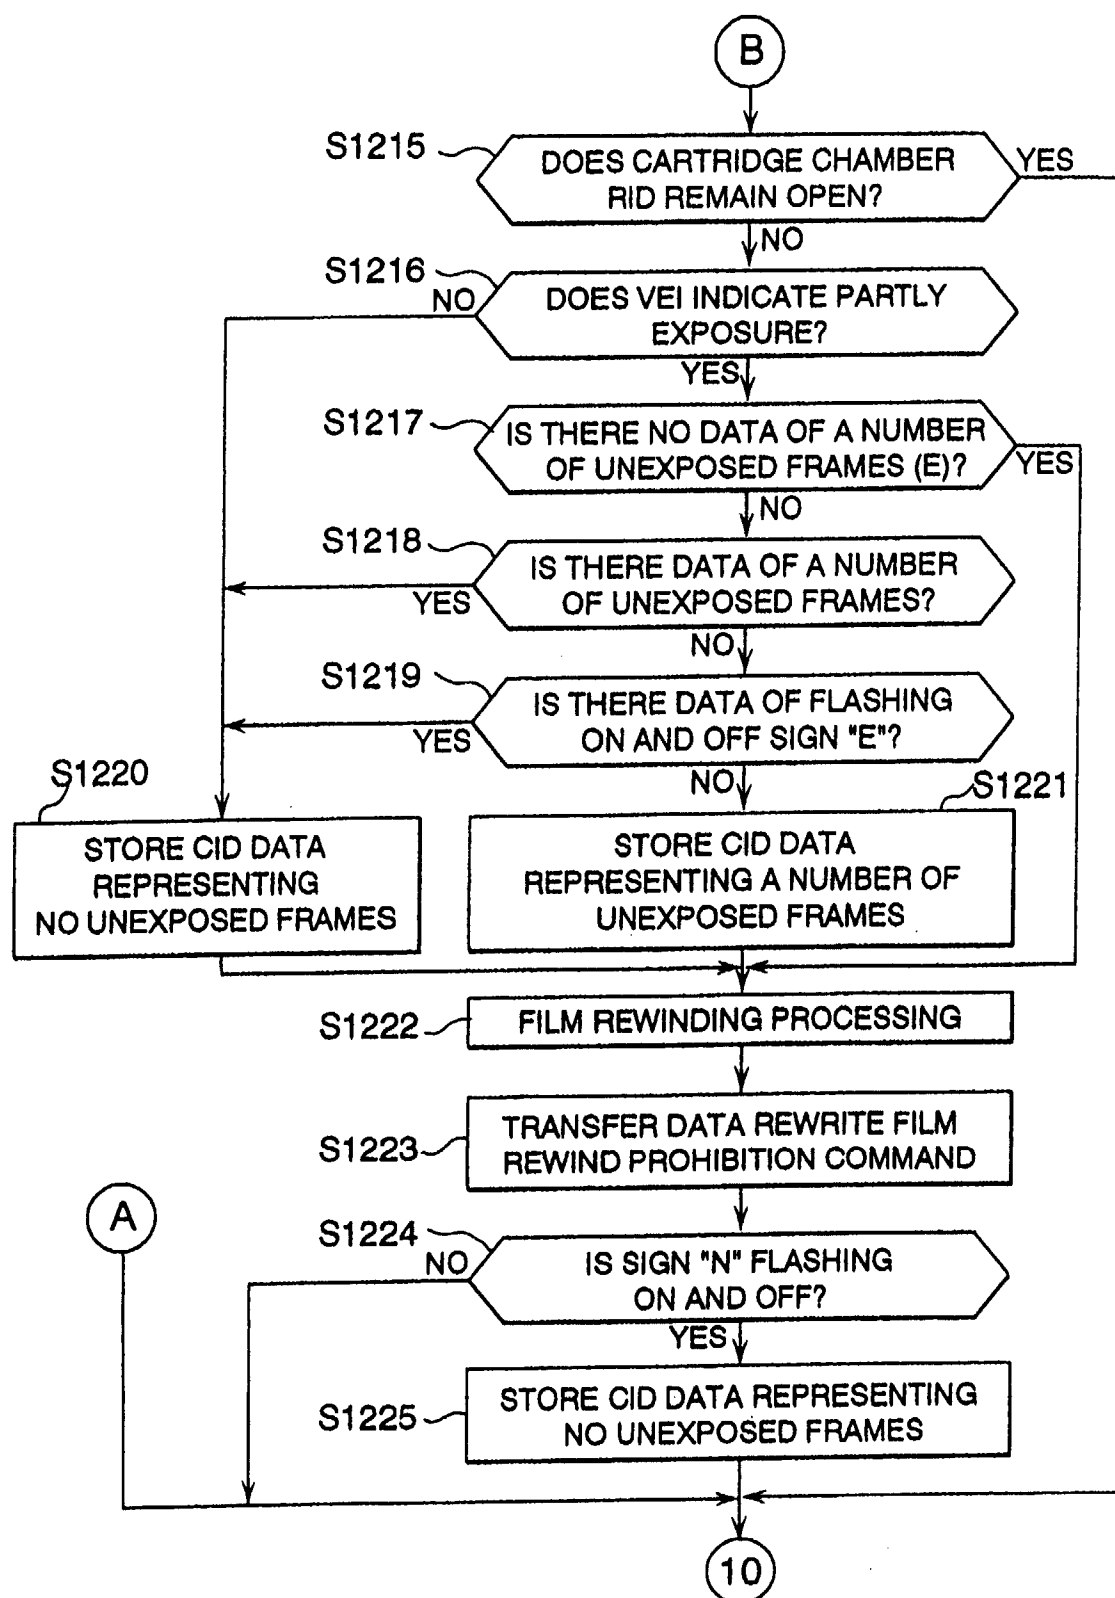 B
S1215
DOES CARTRIDGE CHAMBER
RID REMAIN OPEN?
YES
NO
S1216
NO
DOES VEI INDICATE PARTLY
EXPOSURE?
YES
S1217
IS THERE NO DATA OF A NUMBER
OF UNEXPOSED FRAMES (E)?
YES
NO
S1218
IS THERE DATA OF A NUMBER
OF UNEXPOSED FRAMES?
YES
NO
S1219
IS THERE DATA OF FLASHING
ON AND OFF SIGN "E"?
YES
NO
S1220
STORE CID DATA
REPRESENTING
NO UNEXPOSED FRAMES
S1221
STORE CID DATA
REPRESENTING A NUMBER OF
UNEXPOSED FRAMES
S1222
FILM REWINDING PROCESSING
S1223
TRANSFER DATA REWRITE FILM
REWIND PROHIBITION COMMAND
A
S1224
NO
IS SIGN "N" FLASHING
ON AND OFF?
YES
S1225
STORE CID DATA REPRESENTING
NO UNEXPOSED FRAMES
10